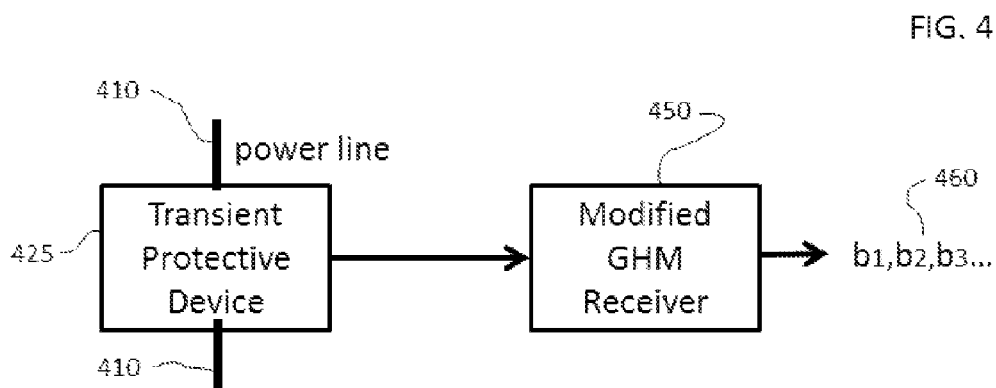 FIG. 4
410
power line
450
460
425
Transient
Protective
Device
Modified
GHM
Receiver
b1,b2,b3...
410